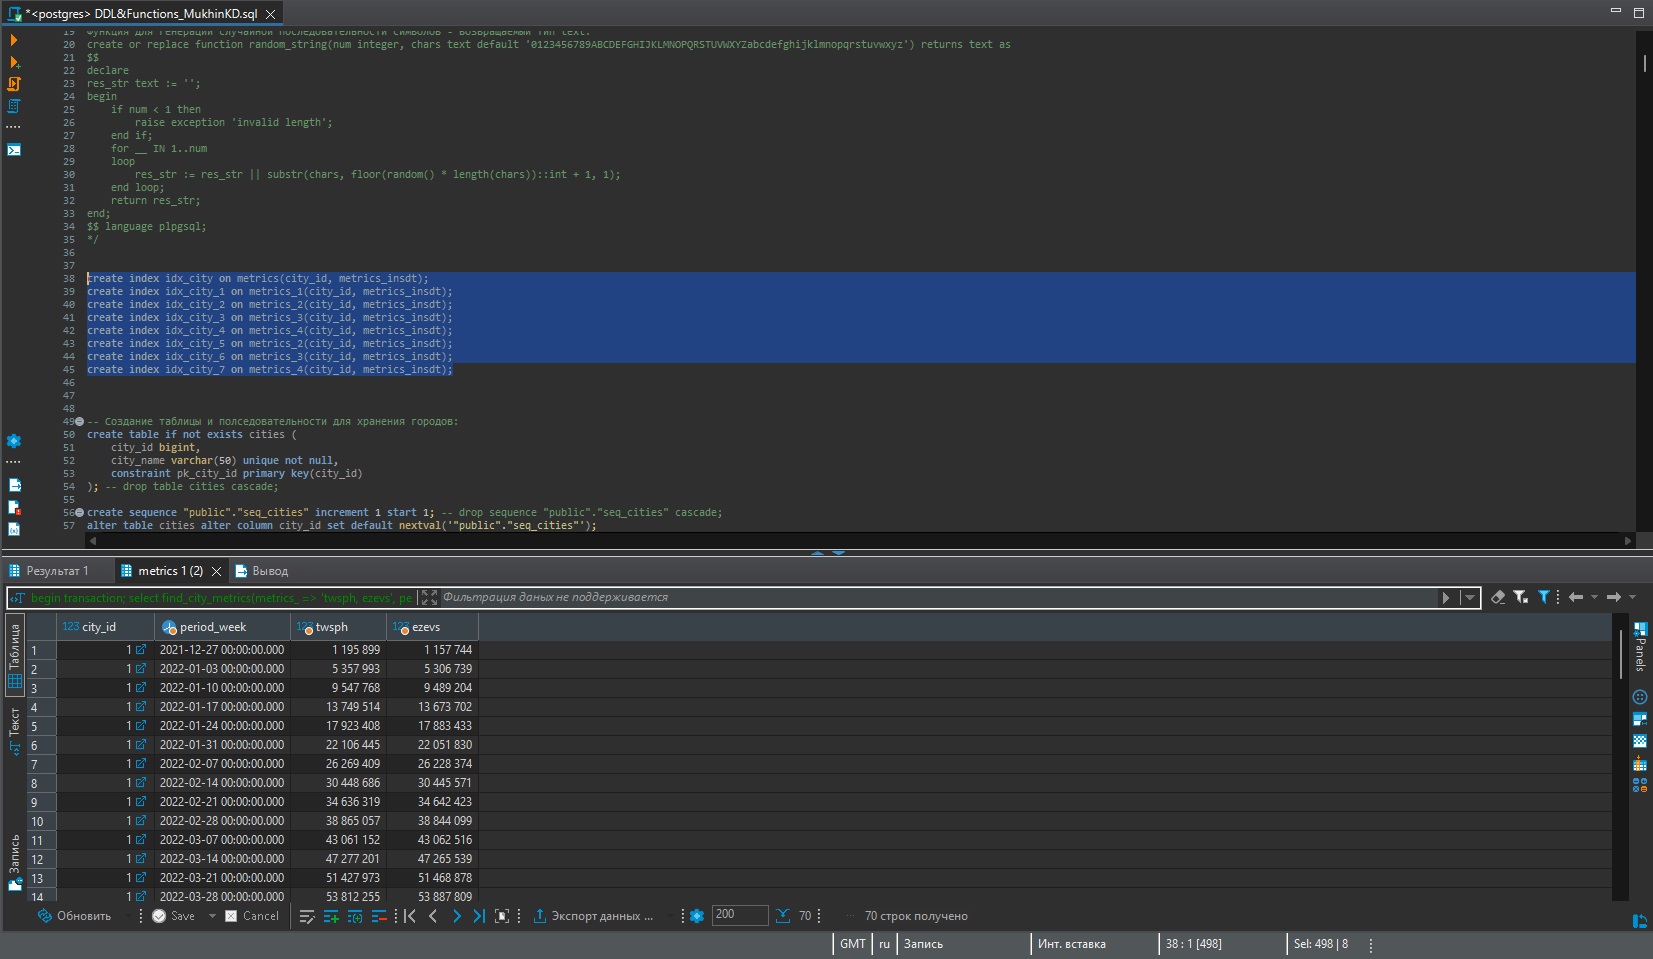 *<postgres> DDL&Functions_MukhinKD.sql
19 Функция для генерации случайной последовательности символов - возвращаемый тип text.
20 create or replace function random_string(num integer, chars text default '0123456789ABCDEFGHIJKLMNOPQRSTUVWXYZabcdefghijklmnopqrstuvwxyz') returns text as
21 $$
22 declare
23 res_str text := '';
24 begin
25 if num < 1 then
26 raise exception 'invalid length';
27 end if;
28 for __ IN 1..num
29 loop
30 res_str := res_str || substr(chars, floor(random() * length(chars))::int + 1, 1);
31 end loop;
32 return res_str;
33 end;
34 $$ language plpgsql;
35 */
36
37
38 create index idx_city on metrics(city_id, metrics_insdt);
39 create index idx_city_1 on metrics_1(city_id, metrics_insdt);
40 create index idx_city_2 on metrics_2(city_id, metrics_insdt);
41 create index idx_city_3 on metrics_3(city_id, metrics_insdt);
42 create index idx_city_4 on metrics_4(city_id, metrics_insdt);
43 create index idx_city_5 on metrics_2(city_id, metrics_insdt);
44 create index idx_city_6 on metrics_3(city_id, metrics_insdt);
45 create index idx_city_7 on metrics_4(city_id, metrics_insdt);
46
47
48
49 -- Создание таблицы и полседовательности для хранения городов:
50 create table if not exists cities (
51 city_id bigint,
52 city_name varchar(50) unique not null,
53 constraint pk_city_id primary key(city_id)
54 ); -- drop table cities cascade;
55
56 create sequence "public"."seq_cities" increment 1 start 1; -- drop sequence "public"."seq_cities" cascade;
57 alter table cities alter column city_id set default nextval('"public"."seq_cities"');
Результат 1 metrics 1 (2) Вывод
begin transaction; select find_city_metrics(metrics_ => 'twsph, ezevs', pe Фильтрация даных не поддерживается
Таблица
Текст
Запись
Panels
123 city_id period_week 123 twsph 123 ezevs
1 1 2021-12-27 00:00:00.000 1 195 899 1 157 744
2 1 2022-01-03 00:00:00.000 5 357 993 5 306 739
3 1 2022-01-10 00:00:00.000 9 547 768 9 489 204
4 1 2022-01-17 00:00:00.000 13 749 514 13 673 702
5 1 2022-01-24 00:00:00.000 17 923 408 17 883 433
6 1 2022-01-31 00:00:00.000 22 106 445 22 051 830
7 1 2022-02-07 00:00:00.000 26 269 409 26 228 374
8 1 2022-02-14 00:00:00.000 30 448 686 30 445 571
9 1 2022-02-21 00:00:00.000 34 636 319 34 642 423
10 1 2022-02-28 00:00:00.000 38 865 057 38 844 099
11 1 2022-03-07 00:00:00.000 43 061 152 43 062 516
12 1 2022-03-14 00:00:00.000 47 277 201 47 265 539
13 1 2022-03-21 00:00:00.000 51 427 973 51 468 878
14 1 2022-03-28 00:00:00.000 53 812 255 53 887 809
Обновить Save Cancel Экспорт данных ... 200 70 70 строк получено
GMT ru Запись Инт. вставка 38 : 1 [498] Sel: 498 | 8